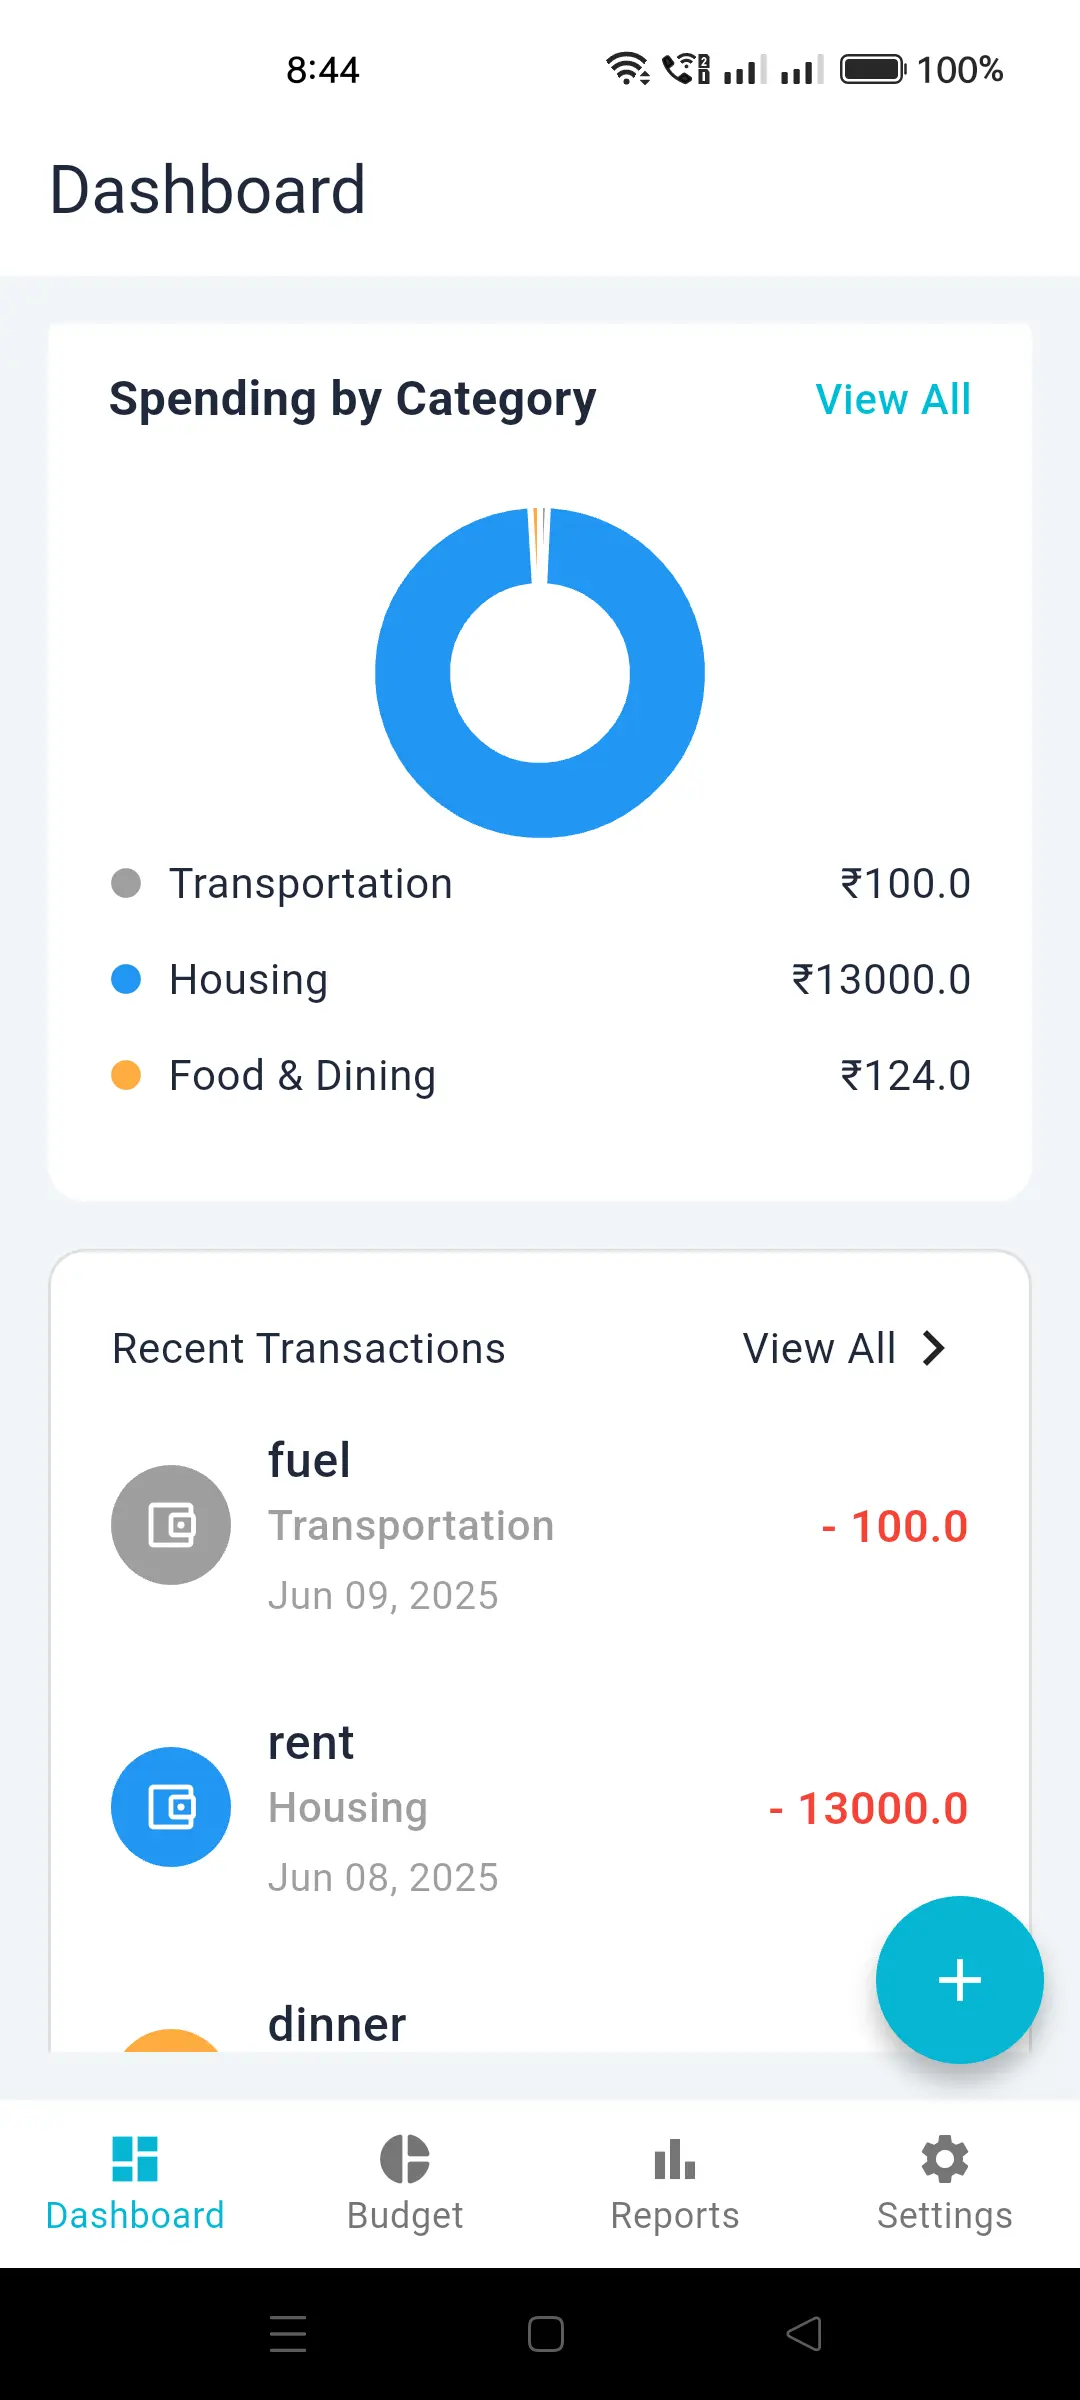 8:44
100%
Dashboard
Spending by Category
View All
Transportation ₹100.0
Housing ₹13000.0
Food & Dining ₹124.0
Recent Transactions
View All
fuel
Transportation
- 100.0
Jun 09, 2025
rent
Housing
- 13000.0
Jun 08, 2025
dinner
Dashboard
Budget
Reports
Settings